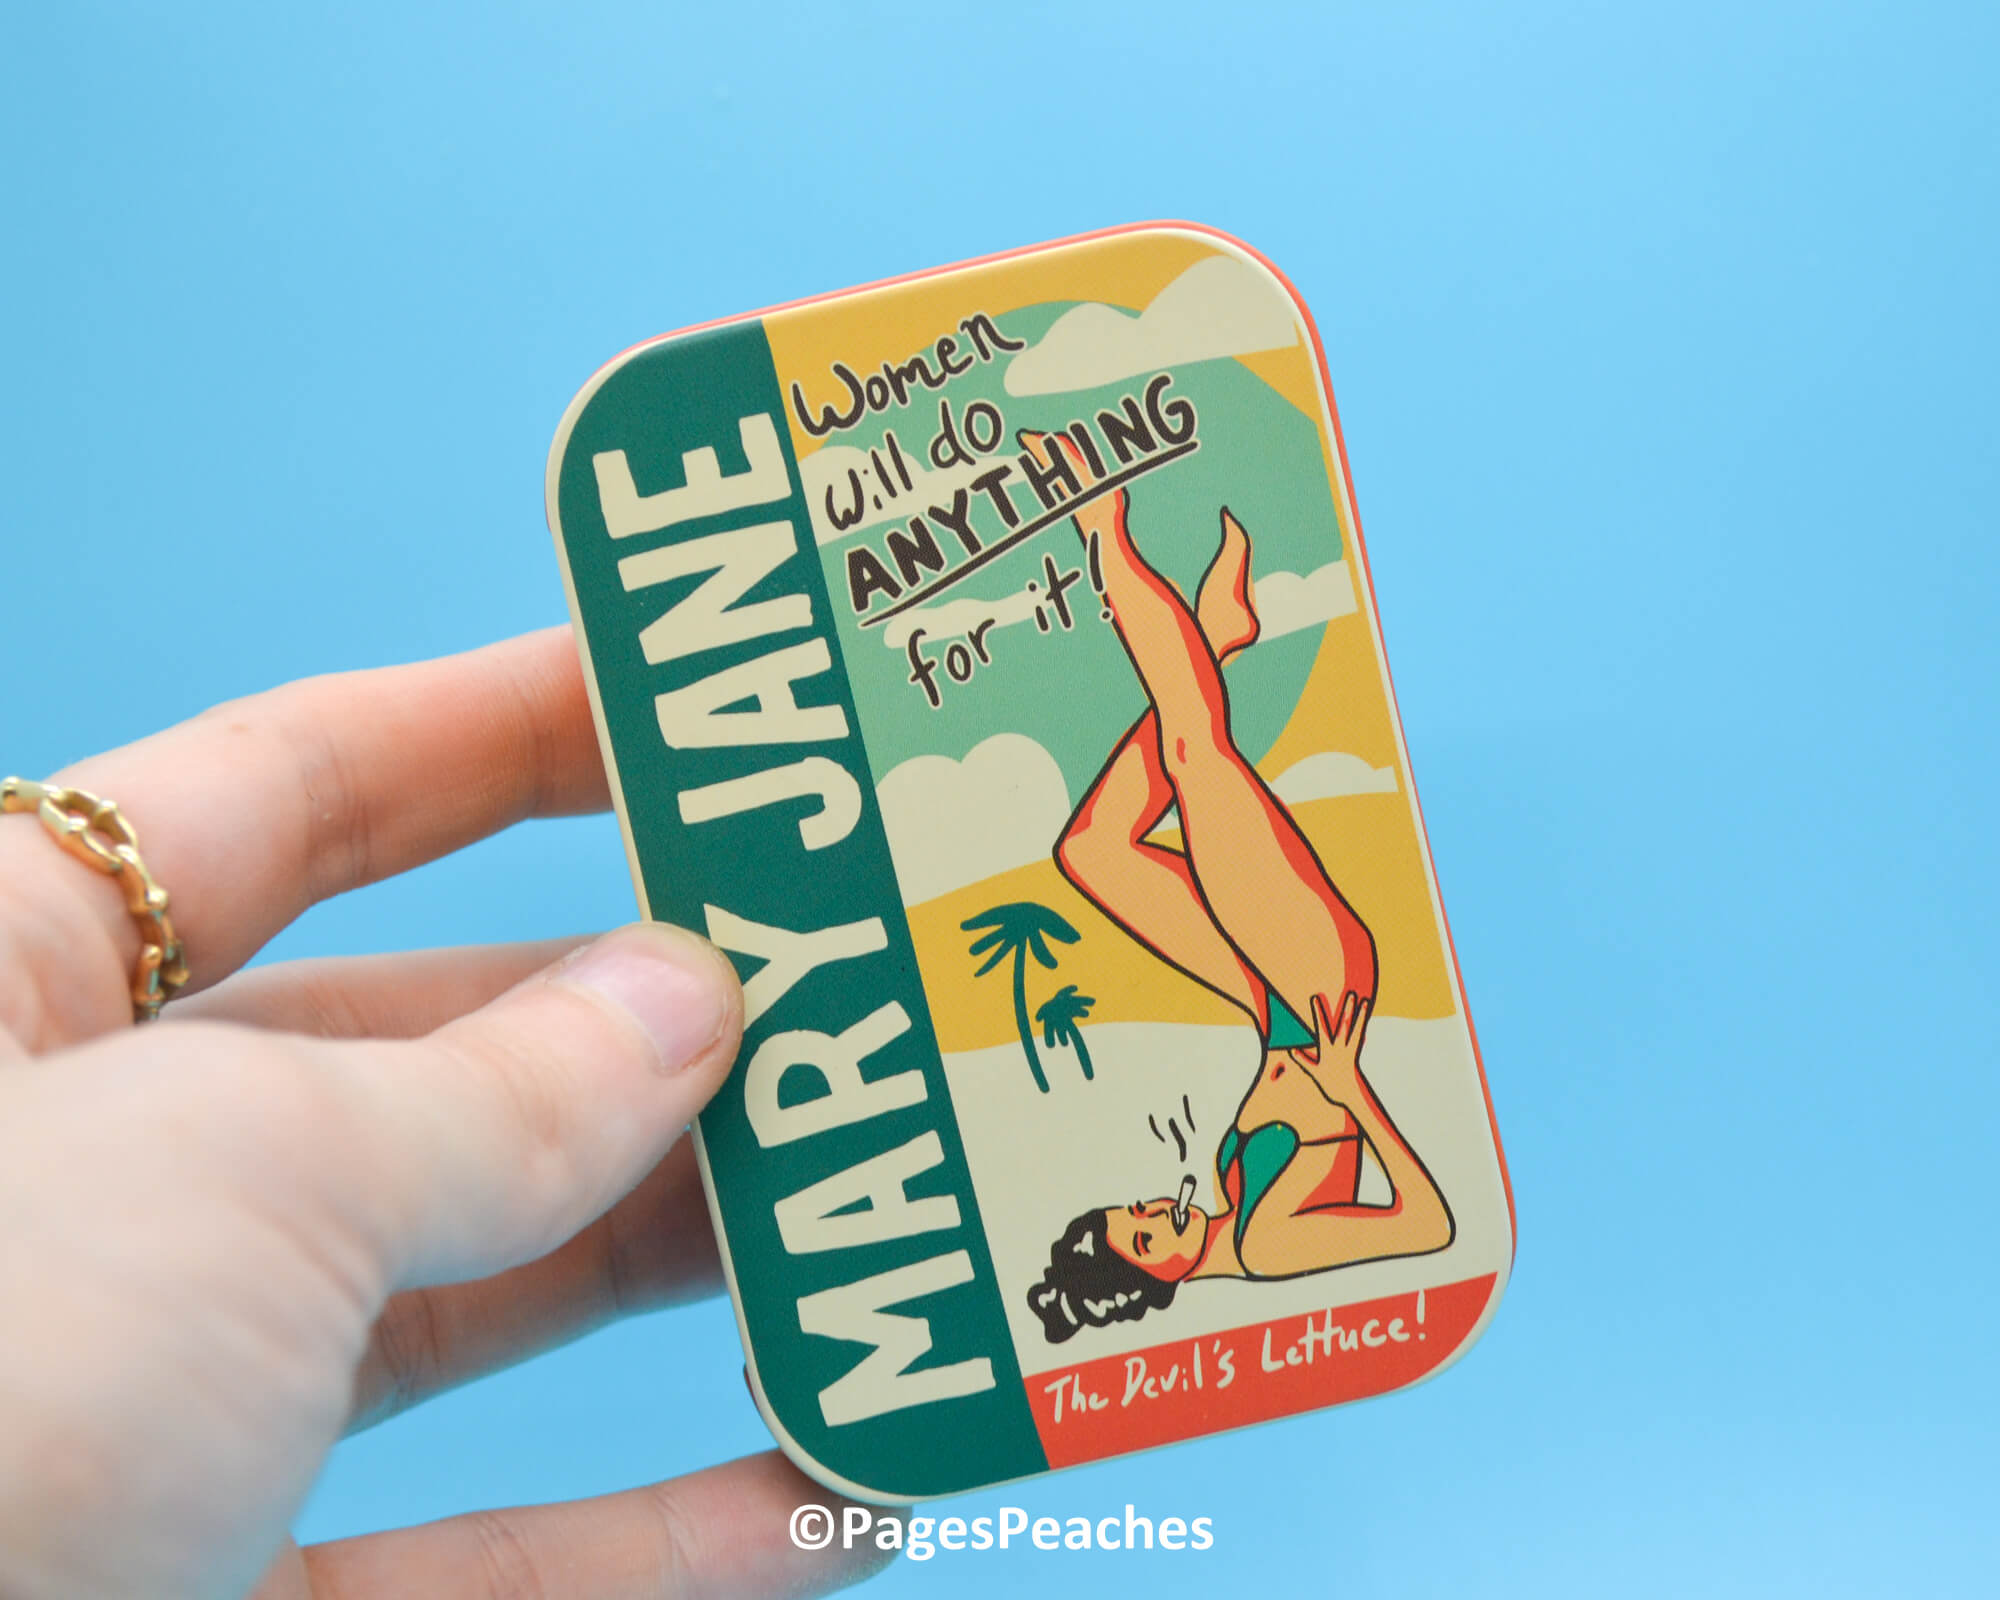 MARY JANE
Women
will do
ANYTHING
for it!
The Devil's Lettuce!
©PagesPeaches